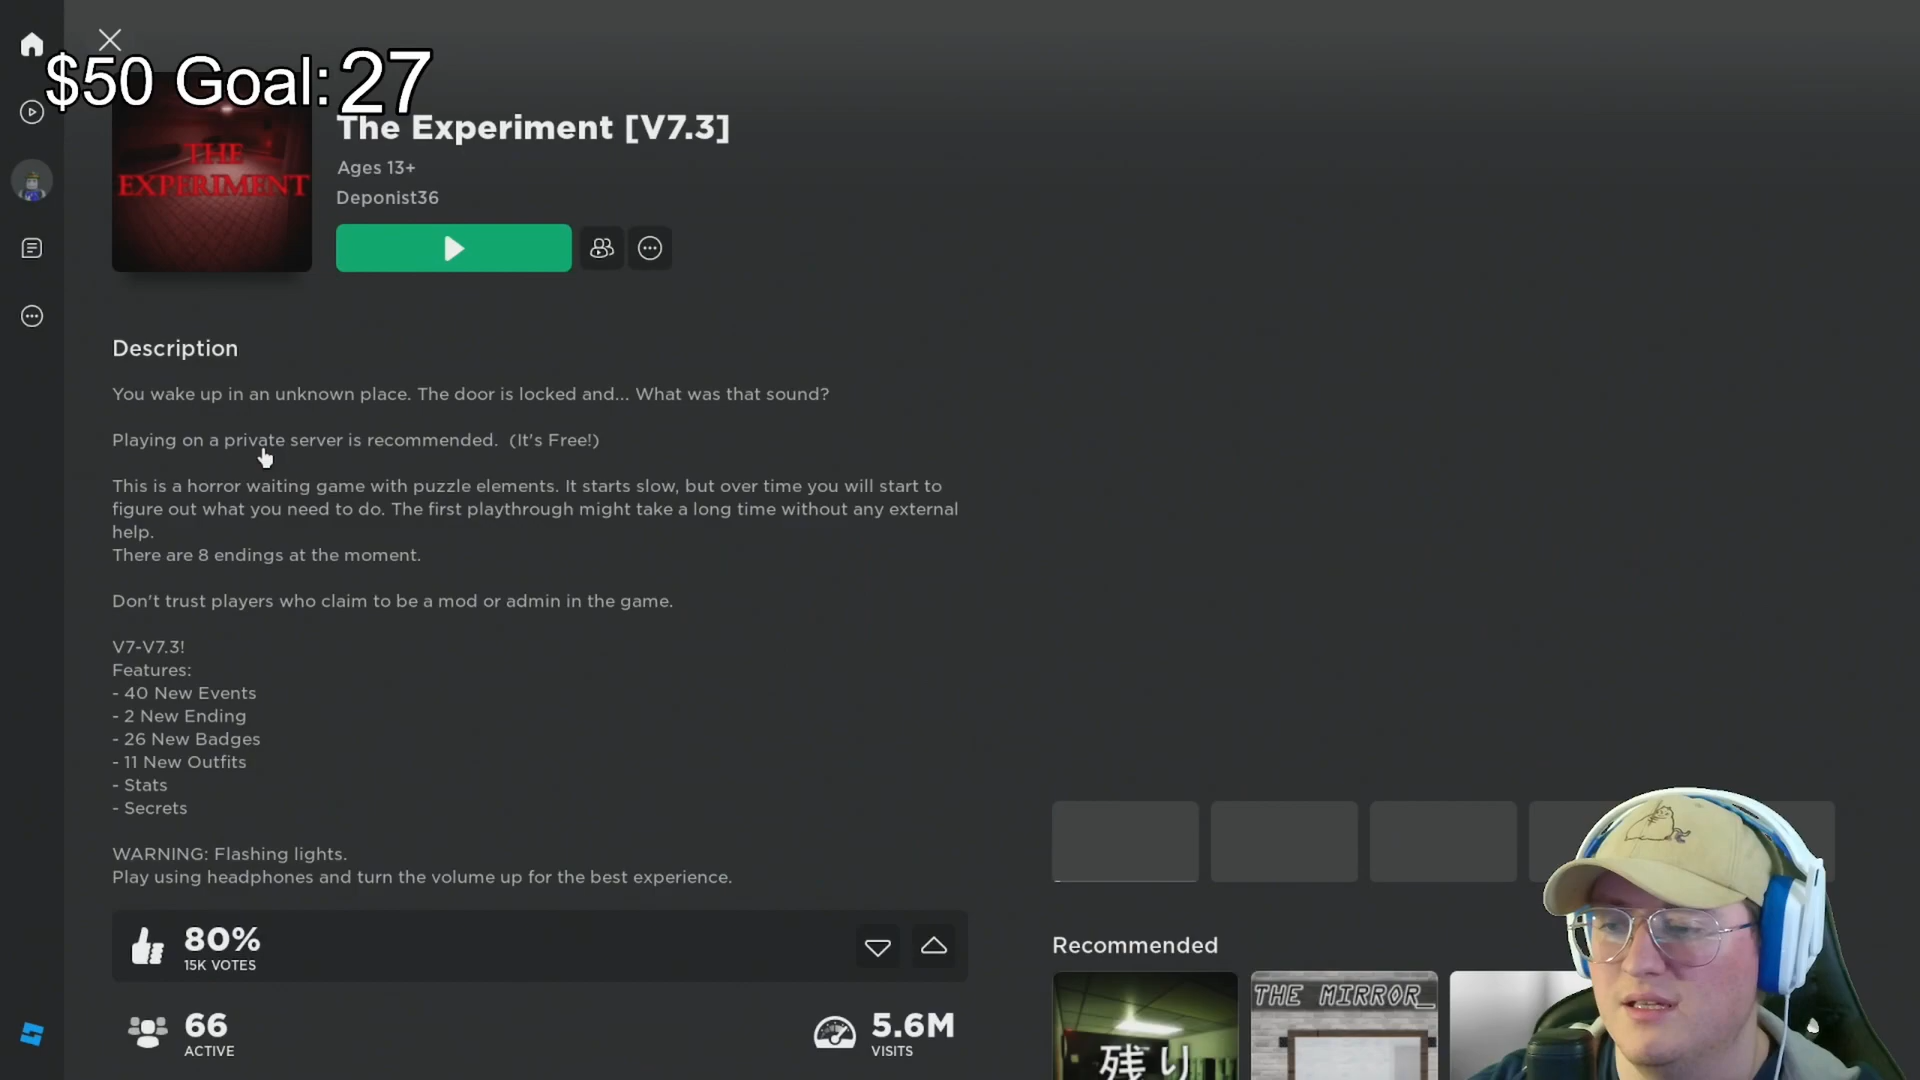 $50 Goal: 27
THE
EXPERIMENT
The Experiment [V7.3]
Ages 13+
Deponist36
Description
You wake up in an unknown place. The door is locked and... What was that sound?
Playing on a private server is recommended.  (It's Free!)
This is a horror waiting game with puzzle elements. It starts slow, but over time you will start to
figure out what you need to do. The first playthrough might take a long time without any external
help.
There are 8 endings at the moment.
Don't trust players who claim to be a mod or admin in the game.
V7-V7.3!
Features:
- 40 New Events
- 2 New Ending
- 26 New Badges
- 11 New Outfits
- Stats
- Secrets
WARNING: Flashing lights.
Play using headphones and turn the volume up for the best experience.
80%
15K VOTES
66
ACTIVE
5.6M
VISITS
Recommended
残り
THE MIRROR_